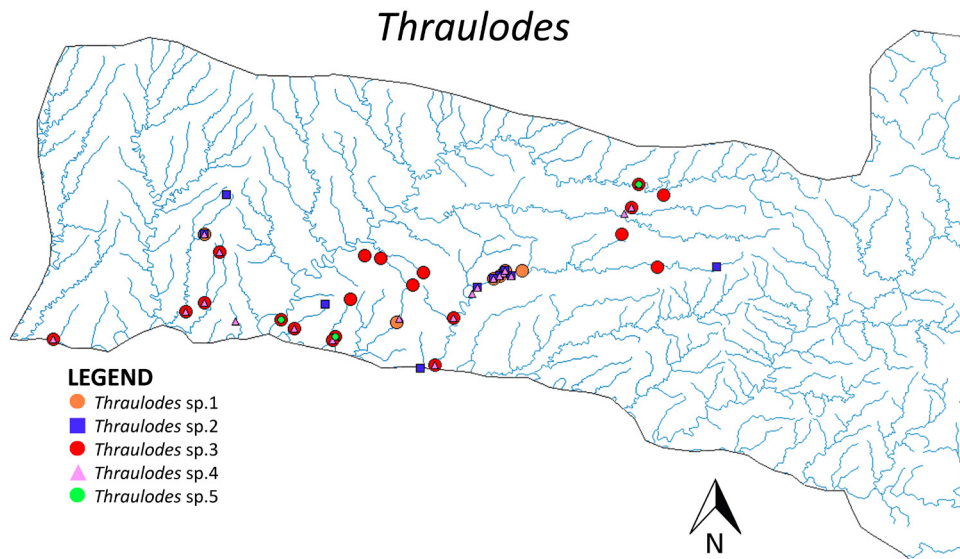 Thraulodes
LEGEND
Thraulodes sp.1
Thraulodes sp.2
Thraulodes sp.3
Thraulodes sp.4
Thraulodes sp.5
N